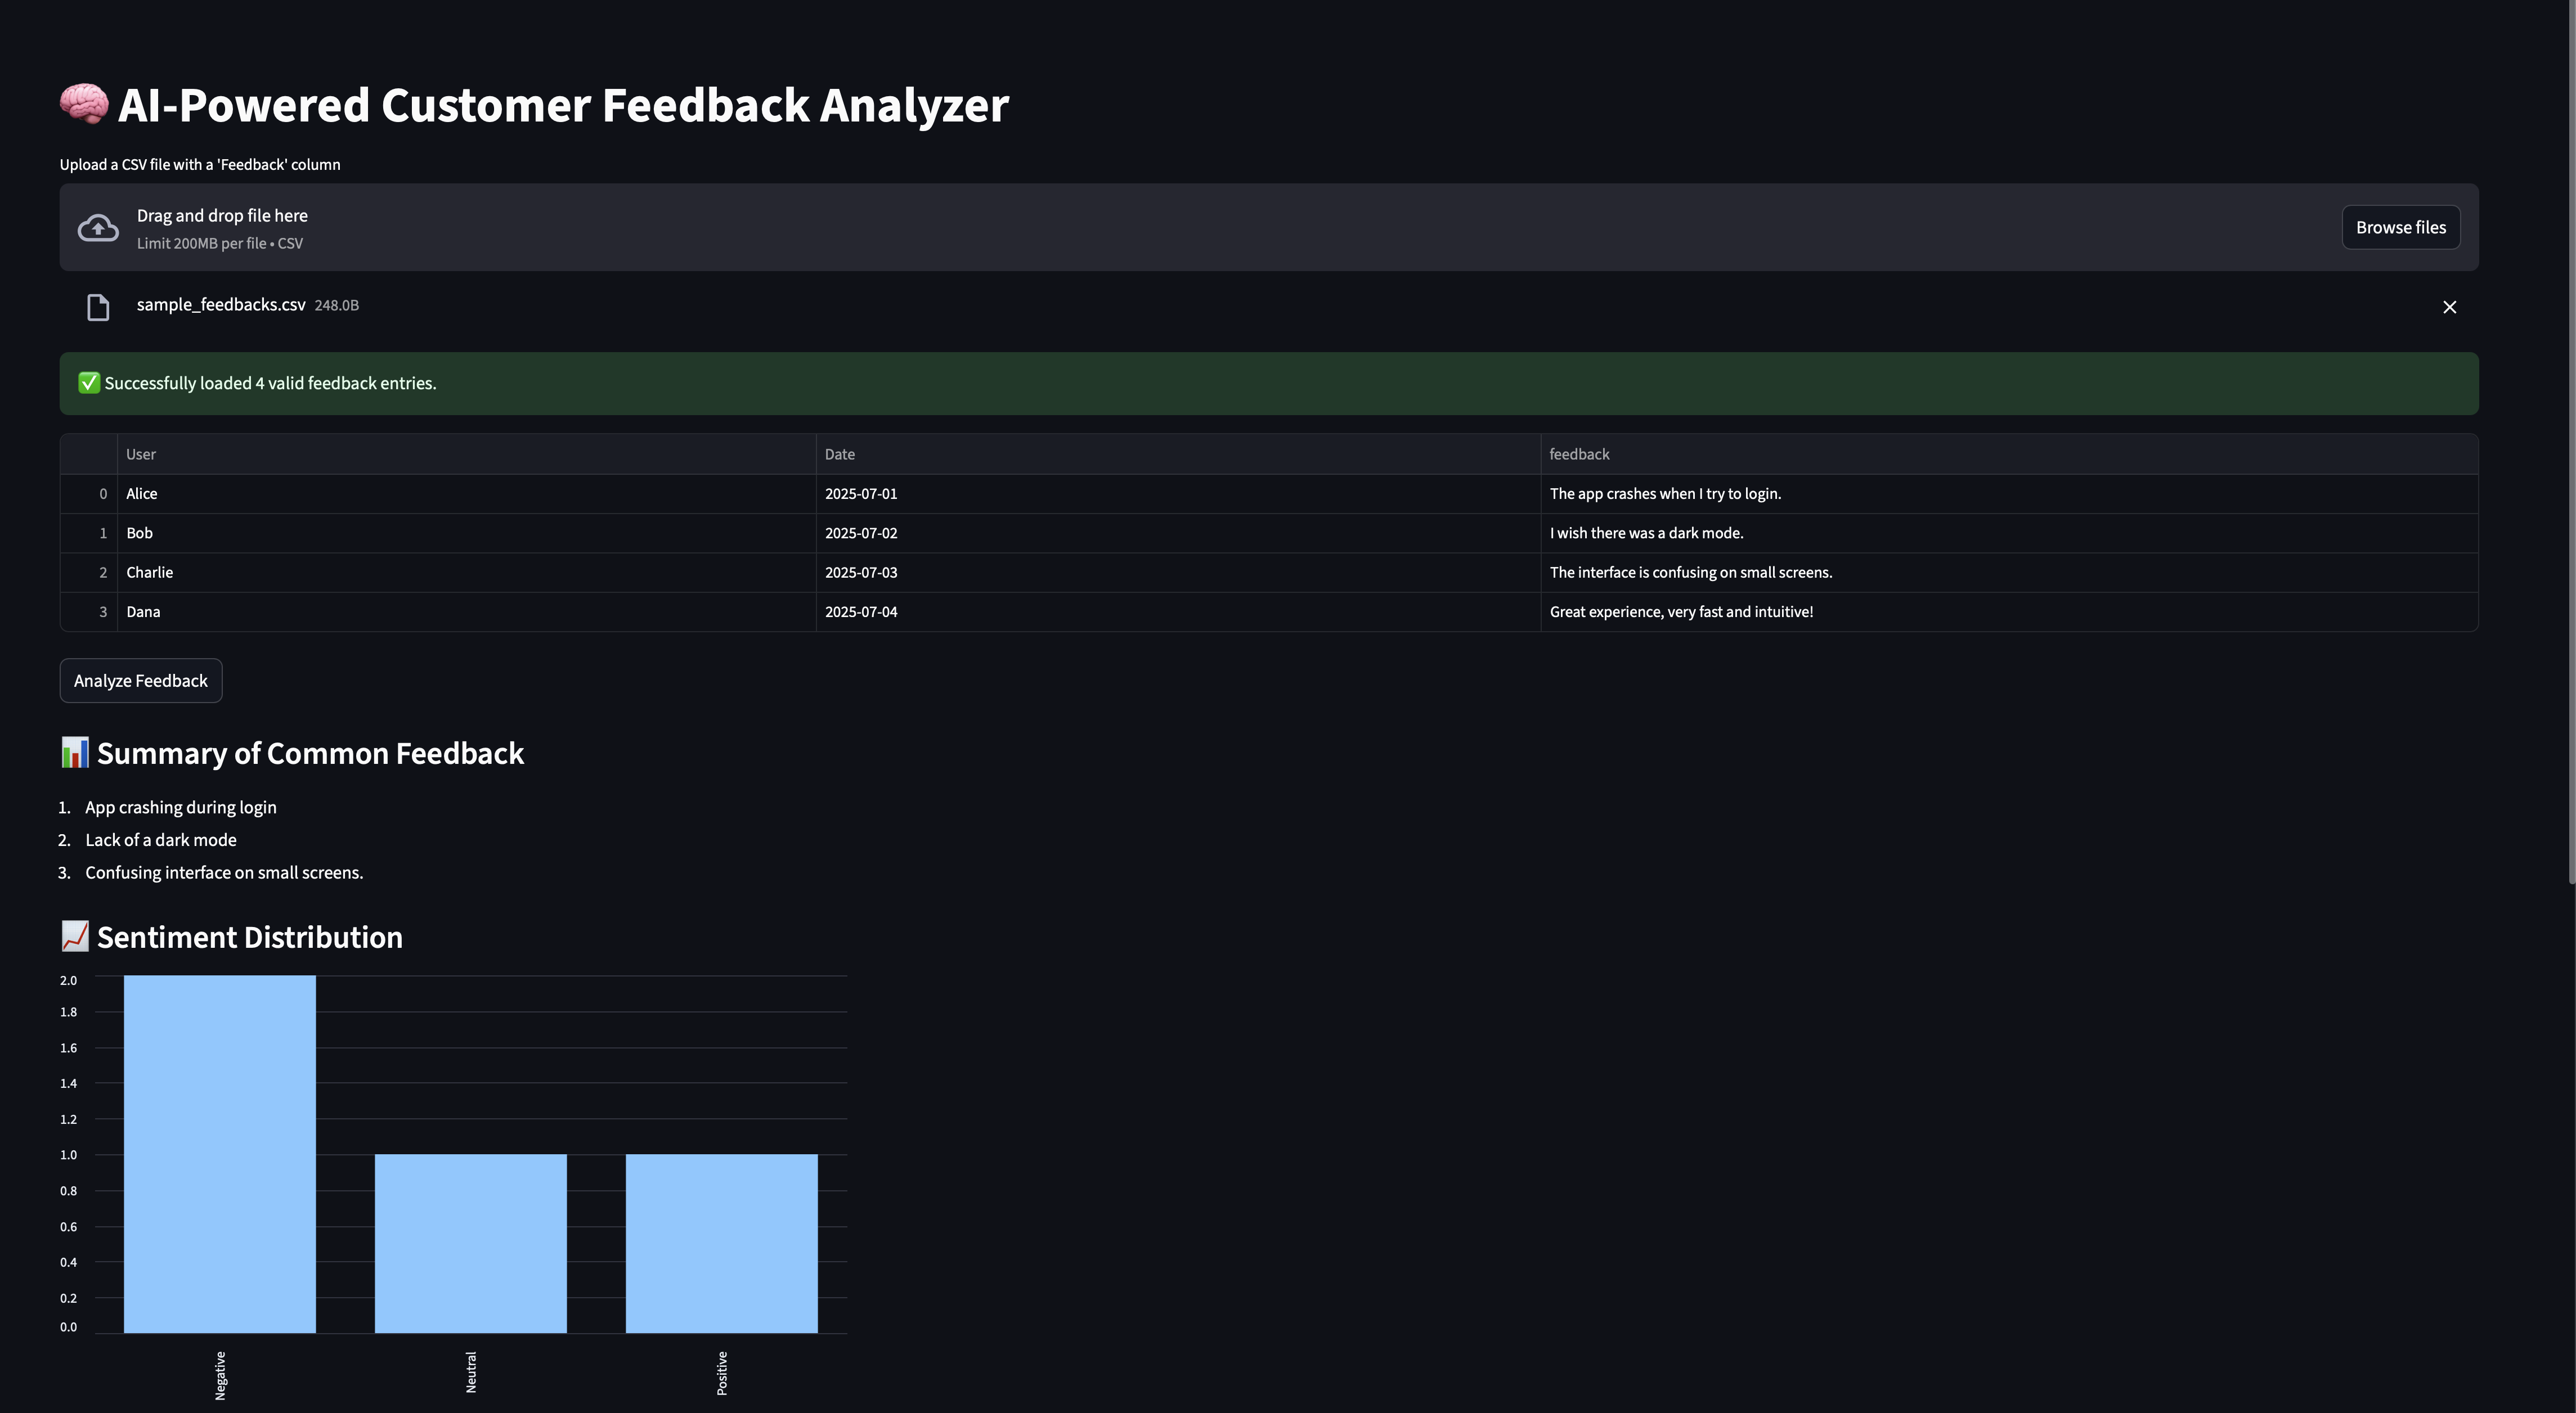 🧠 AI-Powered Customer Feedback Analyzer
Upload a CSV file with a 'Feedback' column
Drag and drop file here
Limit 200MB per file • CSV
Browse files
sample_feedbacks.csv 248.0B
✅ Successfully loaded 4 valid feedback entries.
User Date feedback
0 Alice 2025-07-01 The app crashes when I try to login.
1 Bob 2025-07-02 I wish there was a dark mode.
2 Charlie 2025-07-03 The interface is confusing on small screens.
3 Dana 2025-07-04 Great experience, very fast and intuitive!
Analyze Feedback
📊 Summary of Common Feedback
1. App crashing during login
2. Lack of a dark mode
3. Confusing interface on small screens.
📈 Sentiment Distribution
2.0
1.8
1.6
1.4
1.2
1.0
0.8
0.6
0.4
0.2
0.0
Negative
Neutral
Positive